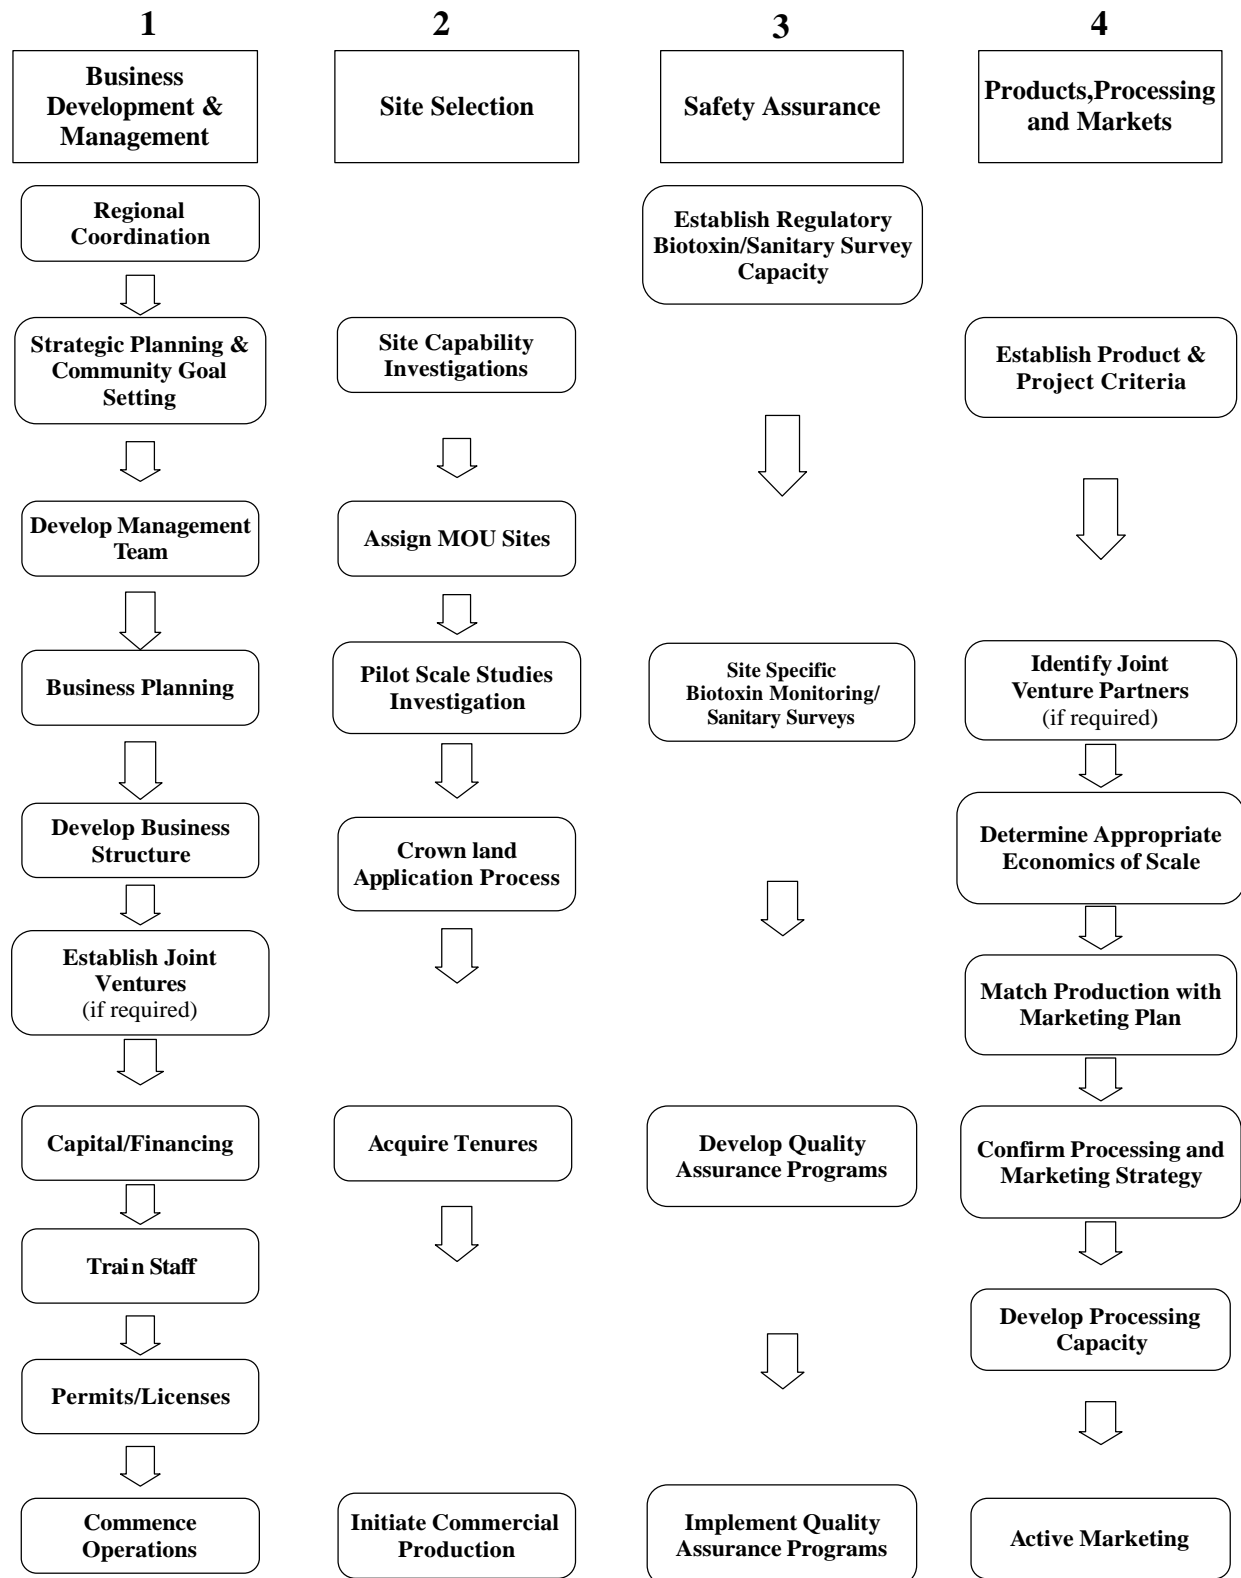 1
Business
Development &
Management
Regional
Coordination
Strategic Planning &
Community Goal
Setting
Develop Management
Team
Business Planning
Develop Business
Structure
Establish Joint
Ventures
(if required)
Capital/Financing
Train Staff
Permits/Licenses
Commence
Operations
2
Site Selection
Site Capability
Investigations
Assign MOU Sites
Pilot Scale Studies
Investigation
Crown land
Application Process
Acquire Tenures
Initiate Commercial
Production
3
Safety Assurance
Establish Regulatory
Biotoxin/Sanitary Survey
Capacity
Site Specific
Biotoxin Monitoring/
Sanitary Surveys
Develop Quality
Assurance Programs
Implement Quality
Assurance Programs
4
Products,Processing
and Markets
Establish Product &
Project Criteria
Identify Joint
Venture Partners
(if required)
Determine Appropriate
Economics of Scale
Match Production with
Marketing Plan
Confirm Processing and
Marketing Strategy
Develop Processing
Capacity
Active Marketing